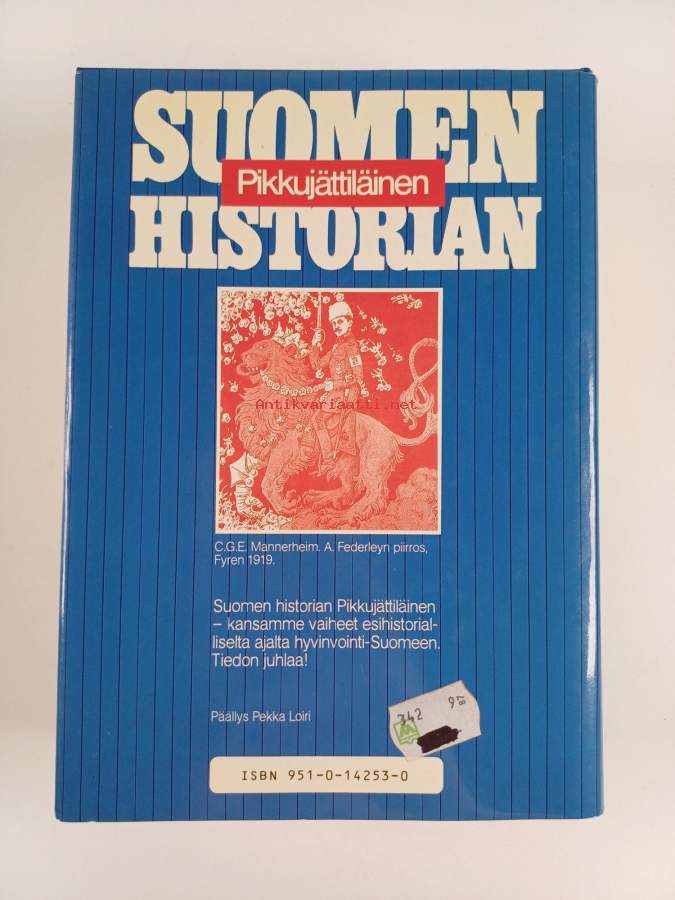 SUOMEN
Pikkujättiläinen
HISTORIAN
Antikvariaatti.net
C.G.E. Mannerheim. A. Federleyn piirros,
Fyren 1919.
Suomen historian Pikkujättiläinen
– kansamme vaiheet esihistorial-
liselta ajalta hyvinvointi-Suomeen.
Tiedon juhlaa!
Päällys Pekka Loiri
342
ISBN 951-0-14253-0